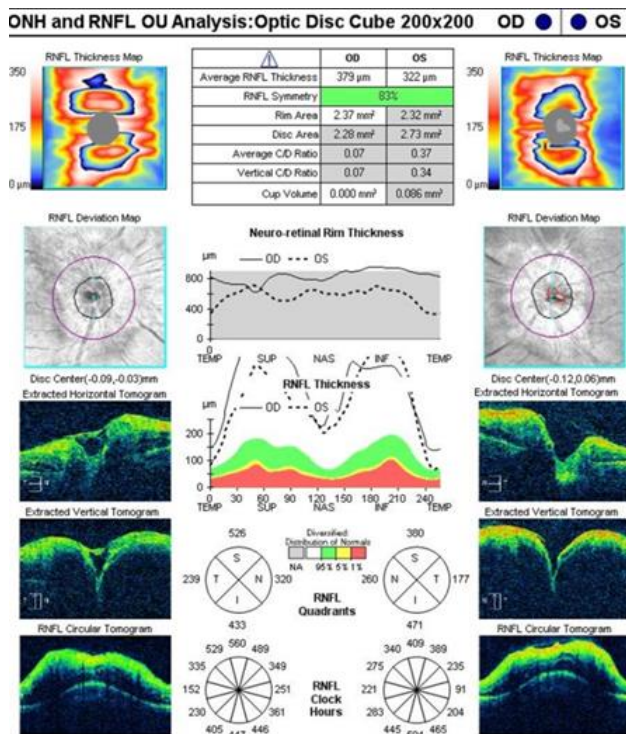 ONH and RNFL OU Analysis:Optic Disc Cube 200x200 OD OS
RNFL Thickness Map
350
175
0 µm
OD OS
Average RNFL Thickness 379 µm 322 µm
RNFL Symmetry 83%
Rim Area 2.37 mm² 2.32 mm²
Disc Area 2.28 mm² 2.73 mm²
Average C/D Ratio 0.07 0.37
Vertical C/D Ratio 0.07 0.34
Cup Volume 0.000 mm³ 0.086 mm³
RNFL Thickness Map
350
175
0 µm
RNFL Deviation Map
Disc Center(-0.09,-0.03)mm
Neuro-retinal Rim Thickness
µm OD OS
800
400
0
TEMP SUP NAS INF TEMP
RNFL Deviation Map
Disc Center(-0.12,0.06)mm
Extracted Horizontal Tomogram
Extracted Vertical Tomogram
RNFL Circular Tomogram
RNFL Thickness
µm OD OS
200
100
0
0 30 60 90 120 150 180 210 240
TEMP SUP NAS INF TEMP
Diversified:
Distribution of Normals
NA 95% 5% 1%
526
239 S T N I 320
433
RNFL
Quadrants
380
260 S N T I 177
471
560
529 489
335 349
152 251
230 361
405 446
RNFL
Clock
Hours
409
340 389
275 235
221 91
283 204
445 465
Extracted Horizontal Tomogram
Extracted Vertical Tomogram
RNFL Circular Tomogram